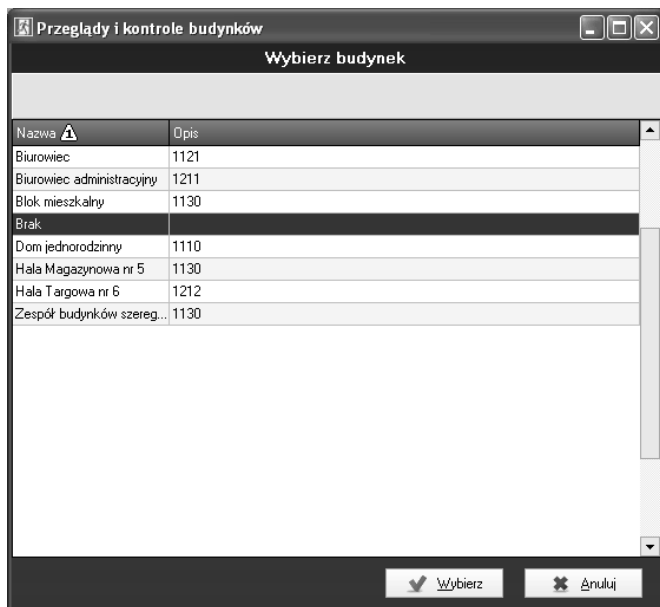 Przeglądy i kontrole budynków
Wybierz budynek
Nazwa 1 Opis
Biurowiec 1121
Biurowiec administracyjny 1211
Blok mieszkalny 1130
Brak
Dom jednorodzinny 1110
Hala Magazynowa nr 5 1130
Hala Targowa nr 6 1212
Zespół budynków szereg... 1130
Wybierz Anuluj